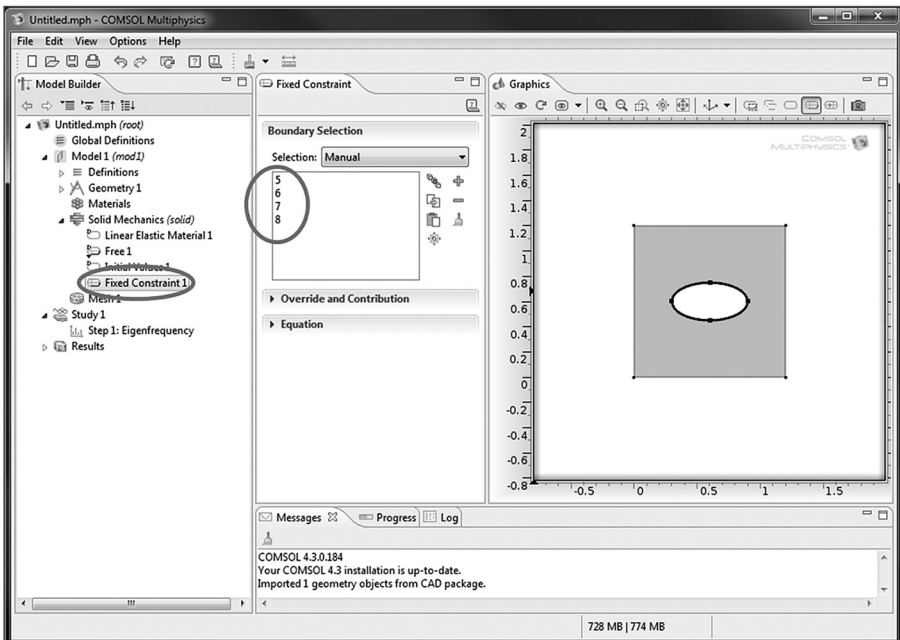 Untitled.mph - COMSOL Multiphysics
File Edit View Options Help
Model Builder
Untitled.mph (root)
Global Definitions
Model 1 (mod1)
Definitions
Geometry 1
Materials
Solid Mechanics (solid)
Linear Elastic Material 1
Free 1
Initial Values 1
Fixed Constraint 1
Mesh 1
Study 1
Step 1: Eigenfrequency
Results
Fixed Constraint
Boundary Selection
Selection: Manual
5
6
7
8
Override and Contribution
Equation
Graphics
COMSOL
MULTIPHYSICS
2
1.8
1.6
1.4
1.2
1
0.8
0.6
0.4
0.2
0
-0.2
-0.4
-0.6
-0.8
-0.5 0 0.5 1 1.5
Messages Progress Log
COMSOL 4.3.0.184
Your COMSOL 4.3 installation is up-to-date.
Imported 1 geometry objects from CAD package.
728 MB | 774 MB